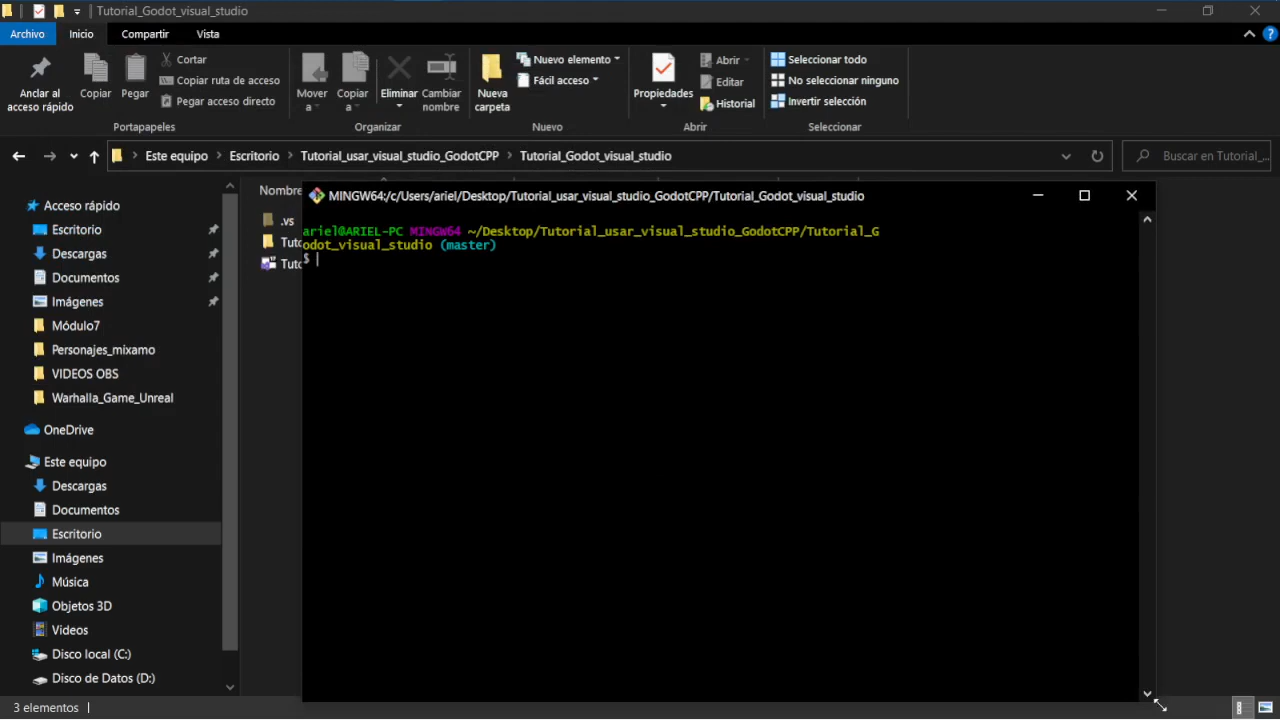 Tutorial_Godot_visual_studio
Archivo
Inicio
Compartir
Vista
Anclar al
acceso rápido
Copiar
Pegar
Cortar
Copiar ruta de acceso
Pegar acceso directo
Portapapeles
Mover
a
Copiar
a
Eliminar
Cambiar
nombre
Organizar
Nueva
carpeta
Nuevo elemento
Fácil acceso
Nuevo
Propiedades
Abrir
Editar
Historial
Abrir
Seleccionar todo
No seleccionar ninguno
Invertir selección
Seleccionar
Este equipo
Escritorio
Tutorial_usar_visual_studio_GodotCPP
Tutorial_Godot_visual_studio
Buscar en Tutorial_...
Acceso rápido
Escritorio
Descargas
Documentos
Imágenes
Módulo7
Personajes_mixamo
VIDEOS OBS
Warhalla_Game_Unreal
OneDrive
Este equipo
Descargas
Documentos
Escritorio
Imágenes
Música
Objetos 3D
Videos
Disco local (C:)
Disco de Datos (D:)
Nombre
.vs
Tuto
Tuto
MINGW64:/c/Users/ariel/Desktop/Tutorial_usar_visual_studio_GodotCPP/Tutorial_Godot_visual_studio
ariel@ARIEL-PC MINGW64 ~/Desktop/Tutorial_usar_visual_studio_GodotCPP/Tutorial_G
odot_visual_studio (master)
$
3 elementos